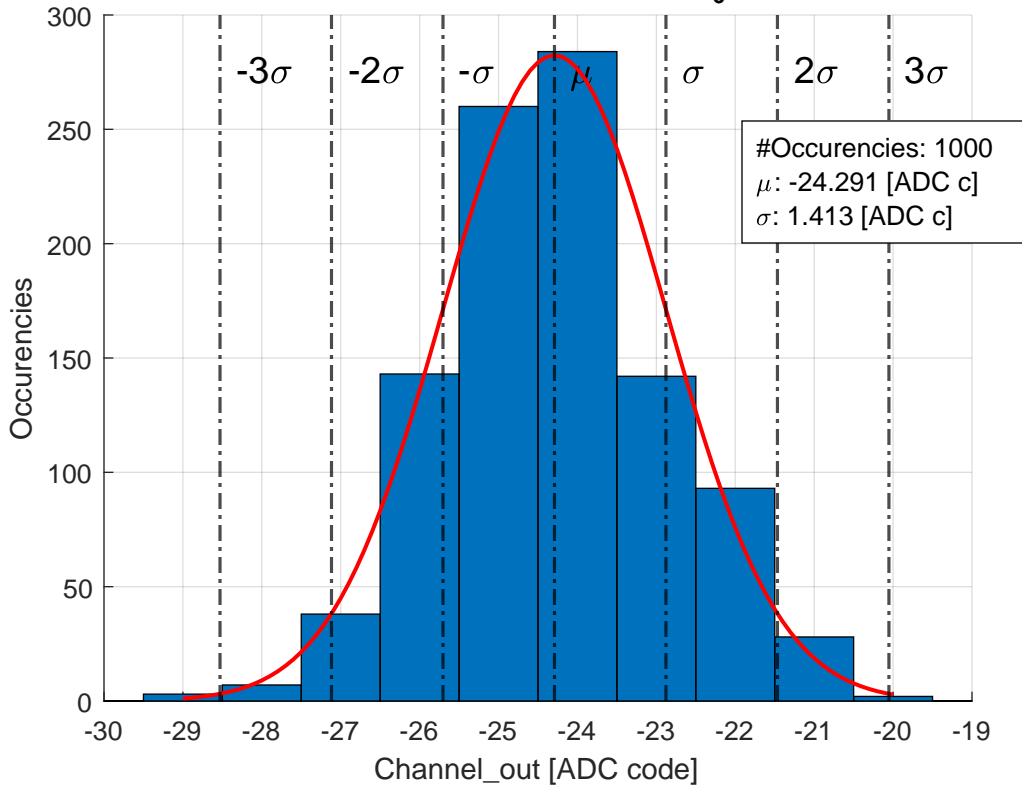 300
250
200
150
100
50
0
Occurencies
-3σ -2σ -σ μ σ 2σ 3σ
#Occurencies: 1000
μ: -24.291 [ADC c]
σ: 1.413 [ADC c]
-30 -29 -28 -27 -26 -25 -24 -23 -22 -21 -20 -19
Channel_out [ADC code]